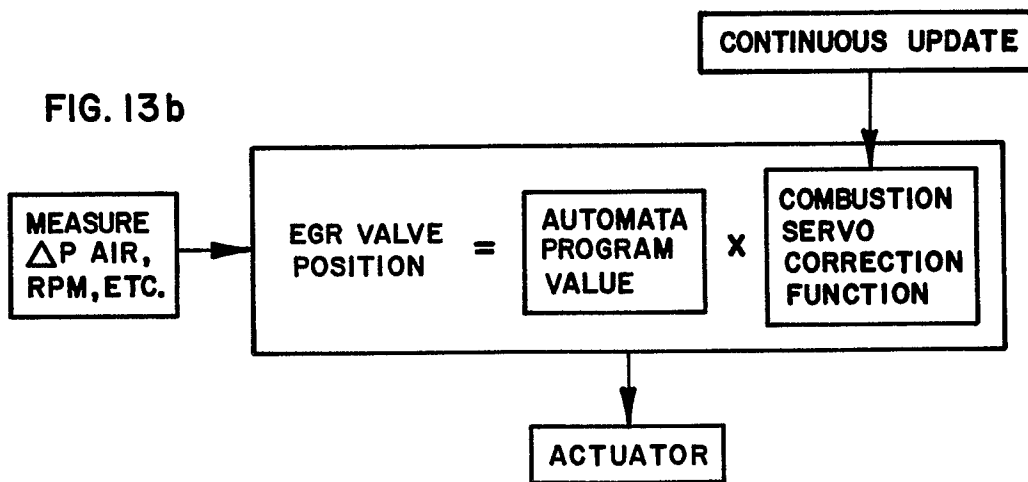 CONTINUOUS UPDATE
FIG. 13b
MEASURE
△P AIR,
RPM, ETC.
EGR VALVE
POSITION
=
AUTOMATA
PROGRAM
VALUE
X
COMBUSTION
SERVO
CORRECTION
FUNCTION
ACTUATOR